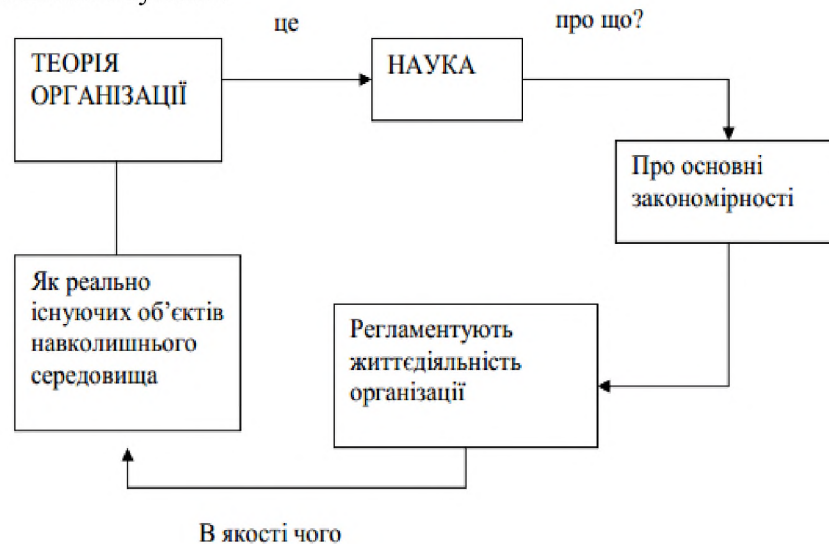 це
про що?
ТЕОРІЯ
ОРГАНІЗАЦІЇ
НАУКА
Про основні
закономірності
Як реально
існуючих об’єктів
навколишнього
середовища
Регламентують
життєдіяльність
організації
В якості чого